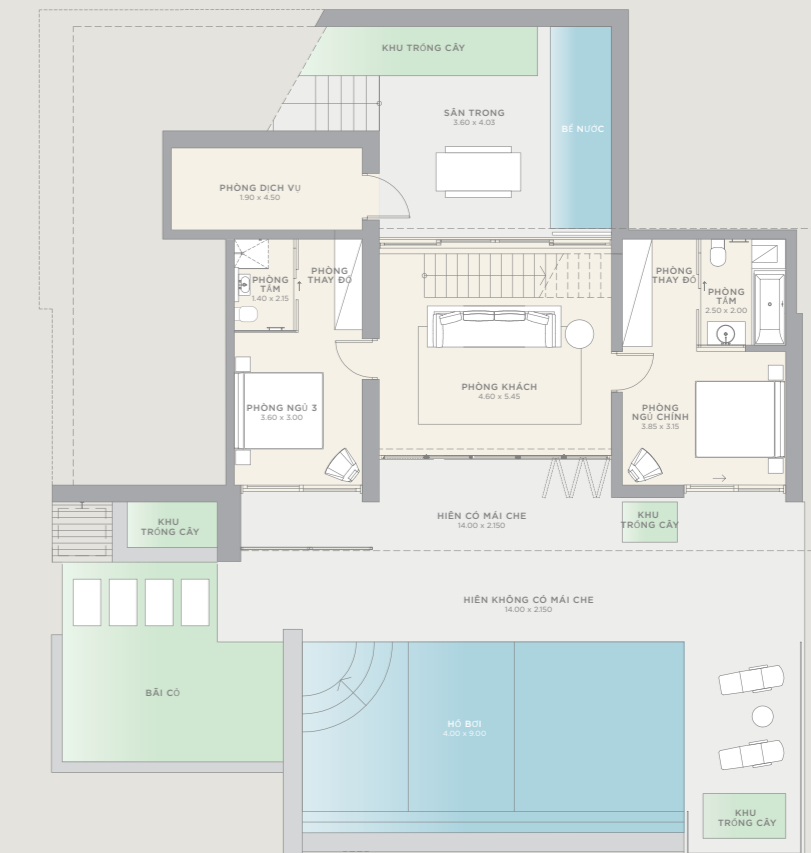 KHU TRỒNG CÂY
SÂN TRONG
3.60 x 4.03
BỂ NƯỚC
PHÒNG DỊCH VỤ
1.90 x 4.50
PHÒNG
TẮM
1.40 x 2.15
PHÒNG
THAY ĐỒ
PHÒNG
THAY ĐỒ
PHÒNG
TẮM
2.50 x 2.00
PHÒNG KHÁCH
4.60 x 5.45
PHÒNG NGỦ 3
3.60 x 3.00
PHÒNG
NGỦ CHÍNH
3.85 x 3.15
KHU
TRỒNG CÂY
HIÊN CÓ MÁI CHE
14.00 x 2.150
KHU
TRỒNG CÂY
HIÊN KHÔNG CÓ MÁI CHE
14.00 x 2.150
BÃI CỎ
HỒ BƠI
4.00 x 9.00
KHU
TRỒNG CÂY